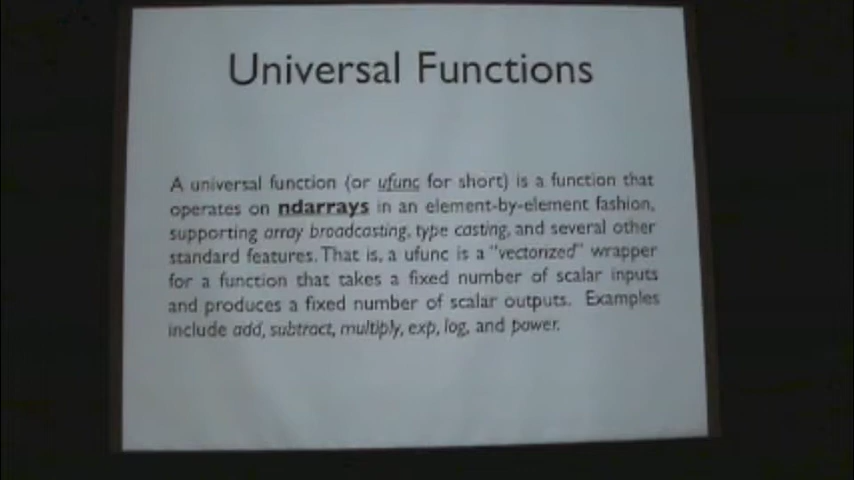 Universal Functions
A universal function (or ufunc for short) is a function that
operates on ndarrays in an element-by-element fashion,
supporting array broadcasting, type casting, and several other
standard features. That is, a ufunc is a "vectorized" wrapper
for a function that takes a fixed number of scalar inputs
and produces a fixed number of scalar outputs. Examples
include add, subtract, multiply, exp, log, and power.